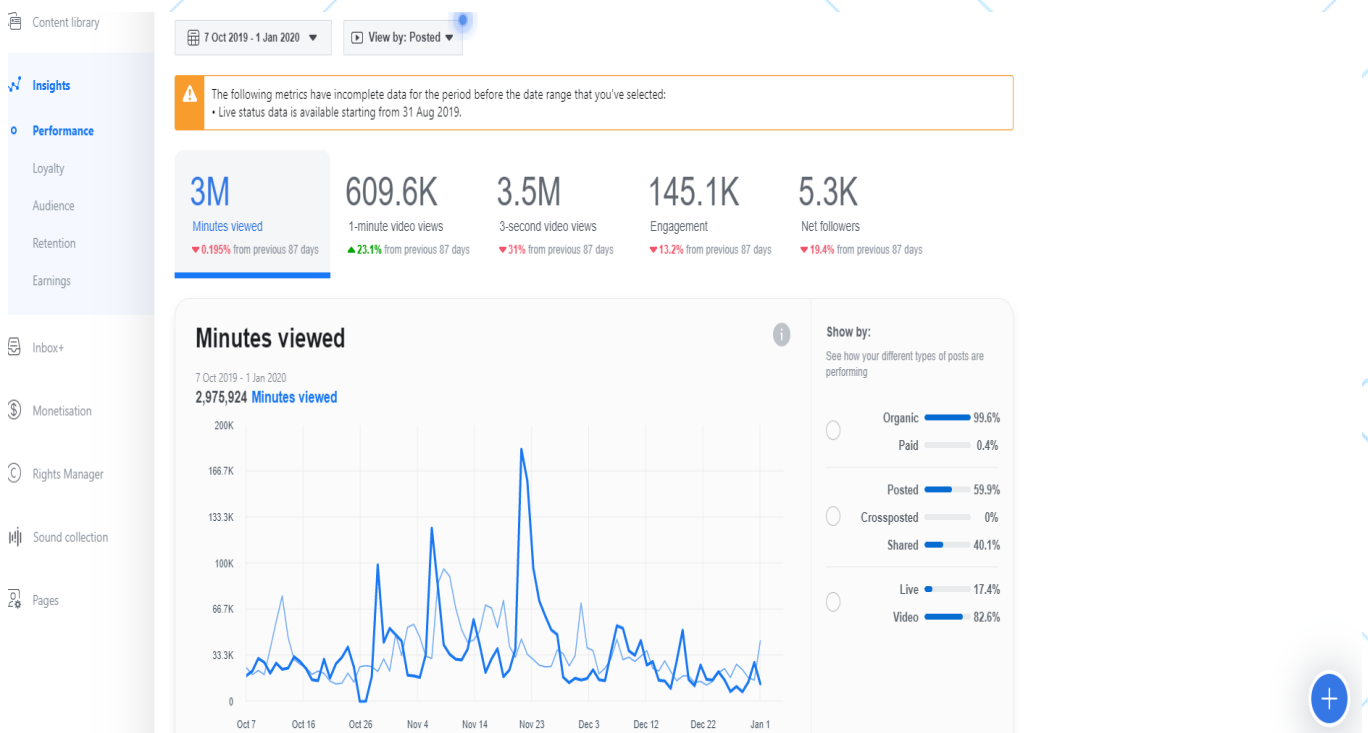 Content library
Insights
Performance
Loyalty
Audience
Retention
Earnings
Inbox+
Monetisation
Rights Manager
Sound collection
Pages
7 Oct 2019 - 1 Jan 2020
View by: Posted
The following metrics have incomplete data for the period before the date range that you've selected:
• Live status data is available starting from 31 Aug 2019.
3M
Minutes viewed
0.195% from previous 87 days
609.6K
1-minute video views
23.1% from previous 87 days
3.5M
3-second video views
31% from previous 87 days
145.1K
Engagement
13.2% from previous 87 days
5.3K
Net followers
19.4% from previous 87 days
Minutes viewed
7 Oct 2019 - 1 Jan 2020
2,975,924 Minutes viewed
200K
166.7K
133.3K
100K
66.7K
33.3K
0
Oct 7 Oct 16 Oct 26 Nov 4 Nov 14 Nov 23 Dec 3 Dec 12 Dec 22 Jan 1
Show by:
See how your different types of posts are
performing
Organic 99.6%
Paid 0.4%
Posted 59.9%
Crossposted 0%
Shared 40.1%
Live 17.4%
Video 82.6%